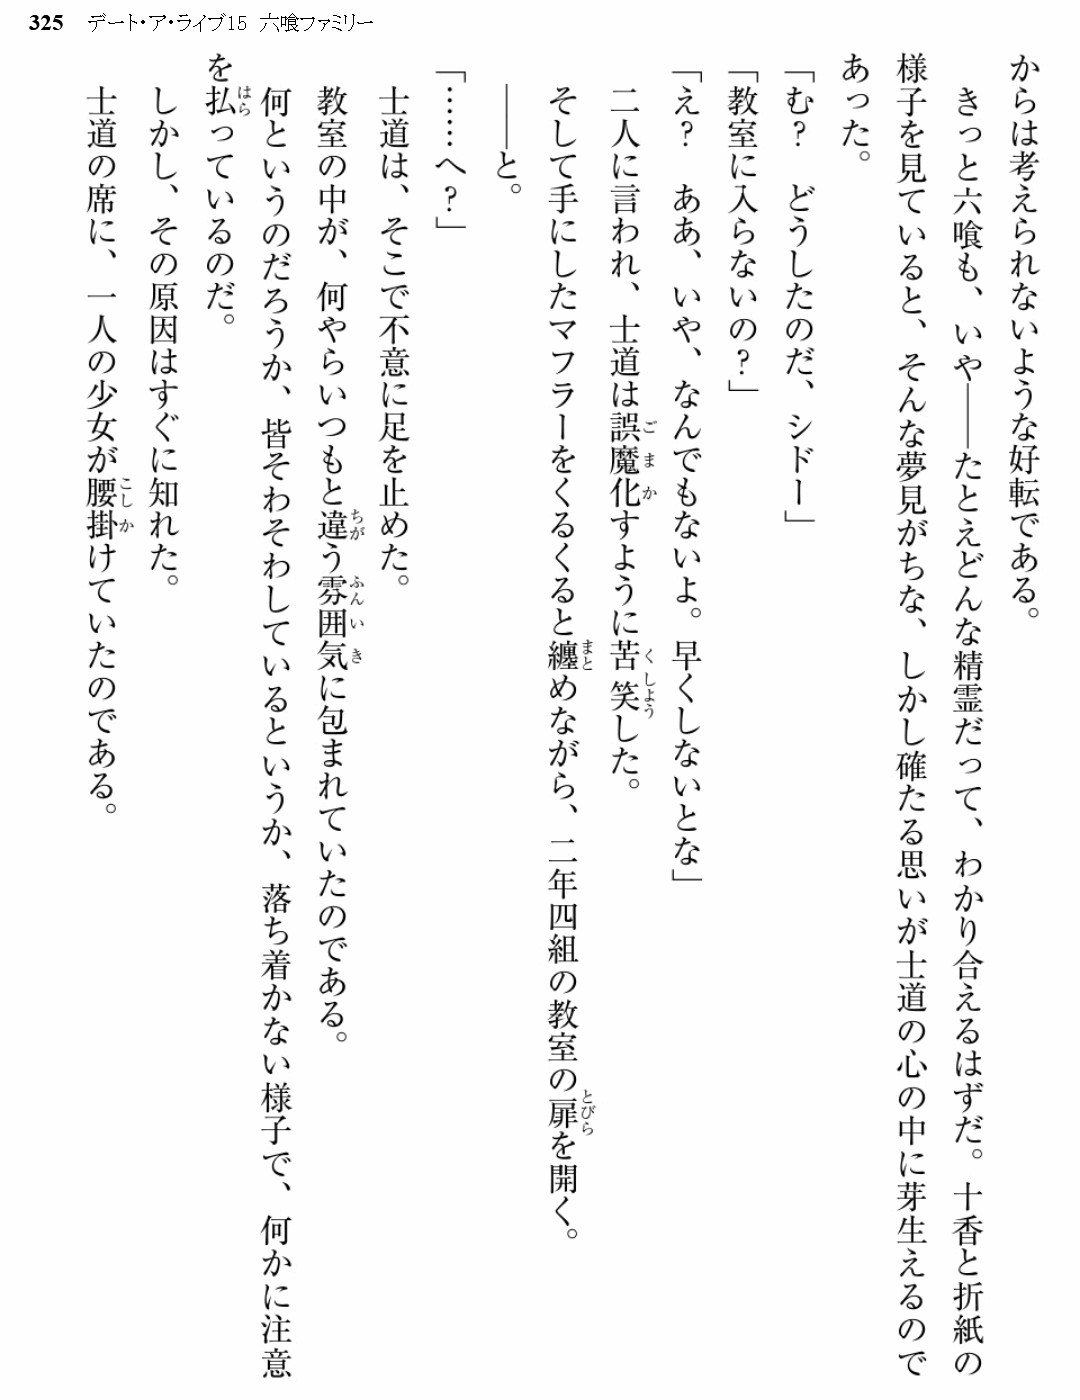 325 デート・ア・ライブ15 六喰ファミリー
からは考えられないような好転である。
きっと六喰も、いや――たとえどんな精霊だって、わかり合えるはずだ。十香と折紙の
様子を見ていると、そんな夢見がちな、しかし確たる思いが士道の心の中に芽生えるので
あった。
「む？　どうしたのだ、シドー」
「教室に入らないの？」
「え？　ああ、いや、なんでもないよ。早くしないとな」
二人に言われ、士道は誤魔化すように苦笑した。
そして手にしたマフラーをくるくると纏めながら、二年四組の教室の扉を開く。
――と。
「……へ？」
士道は、そこで不意に足を止めた。
教室の中が、何やらいつもと違う雰囲気に包まれていたのである。
何というのだろうか、皆そわそわしているというか、落ち着かない様子で、何かに注意
を払っているのだ。
しかし、その原因はすぐに知れた。
士道の席に、一人の少女が腰掛けていたのである。